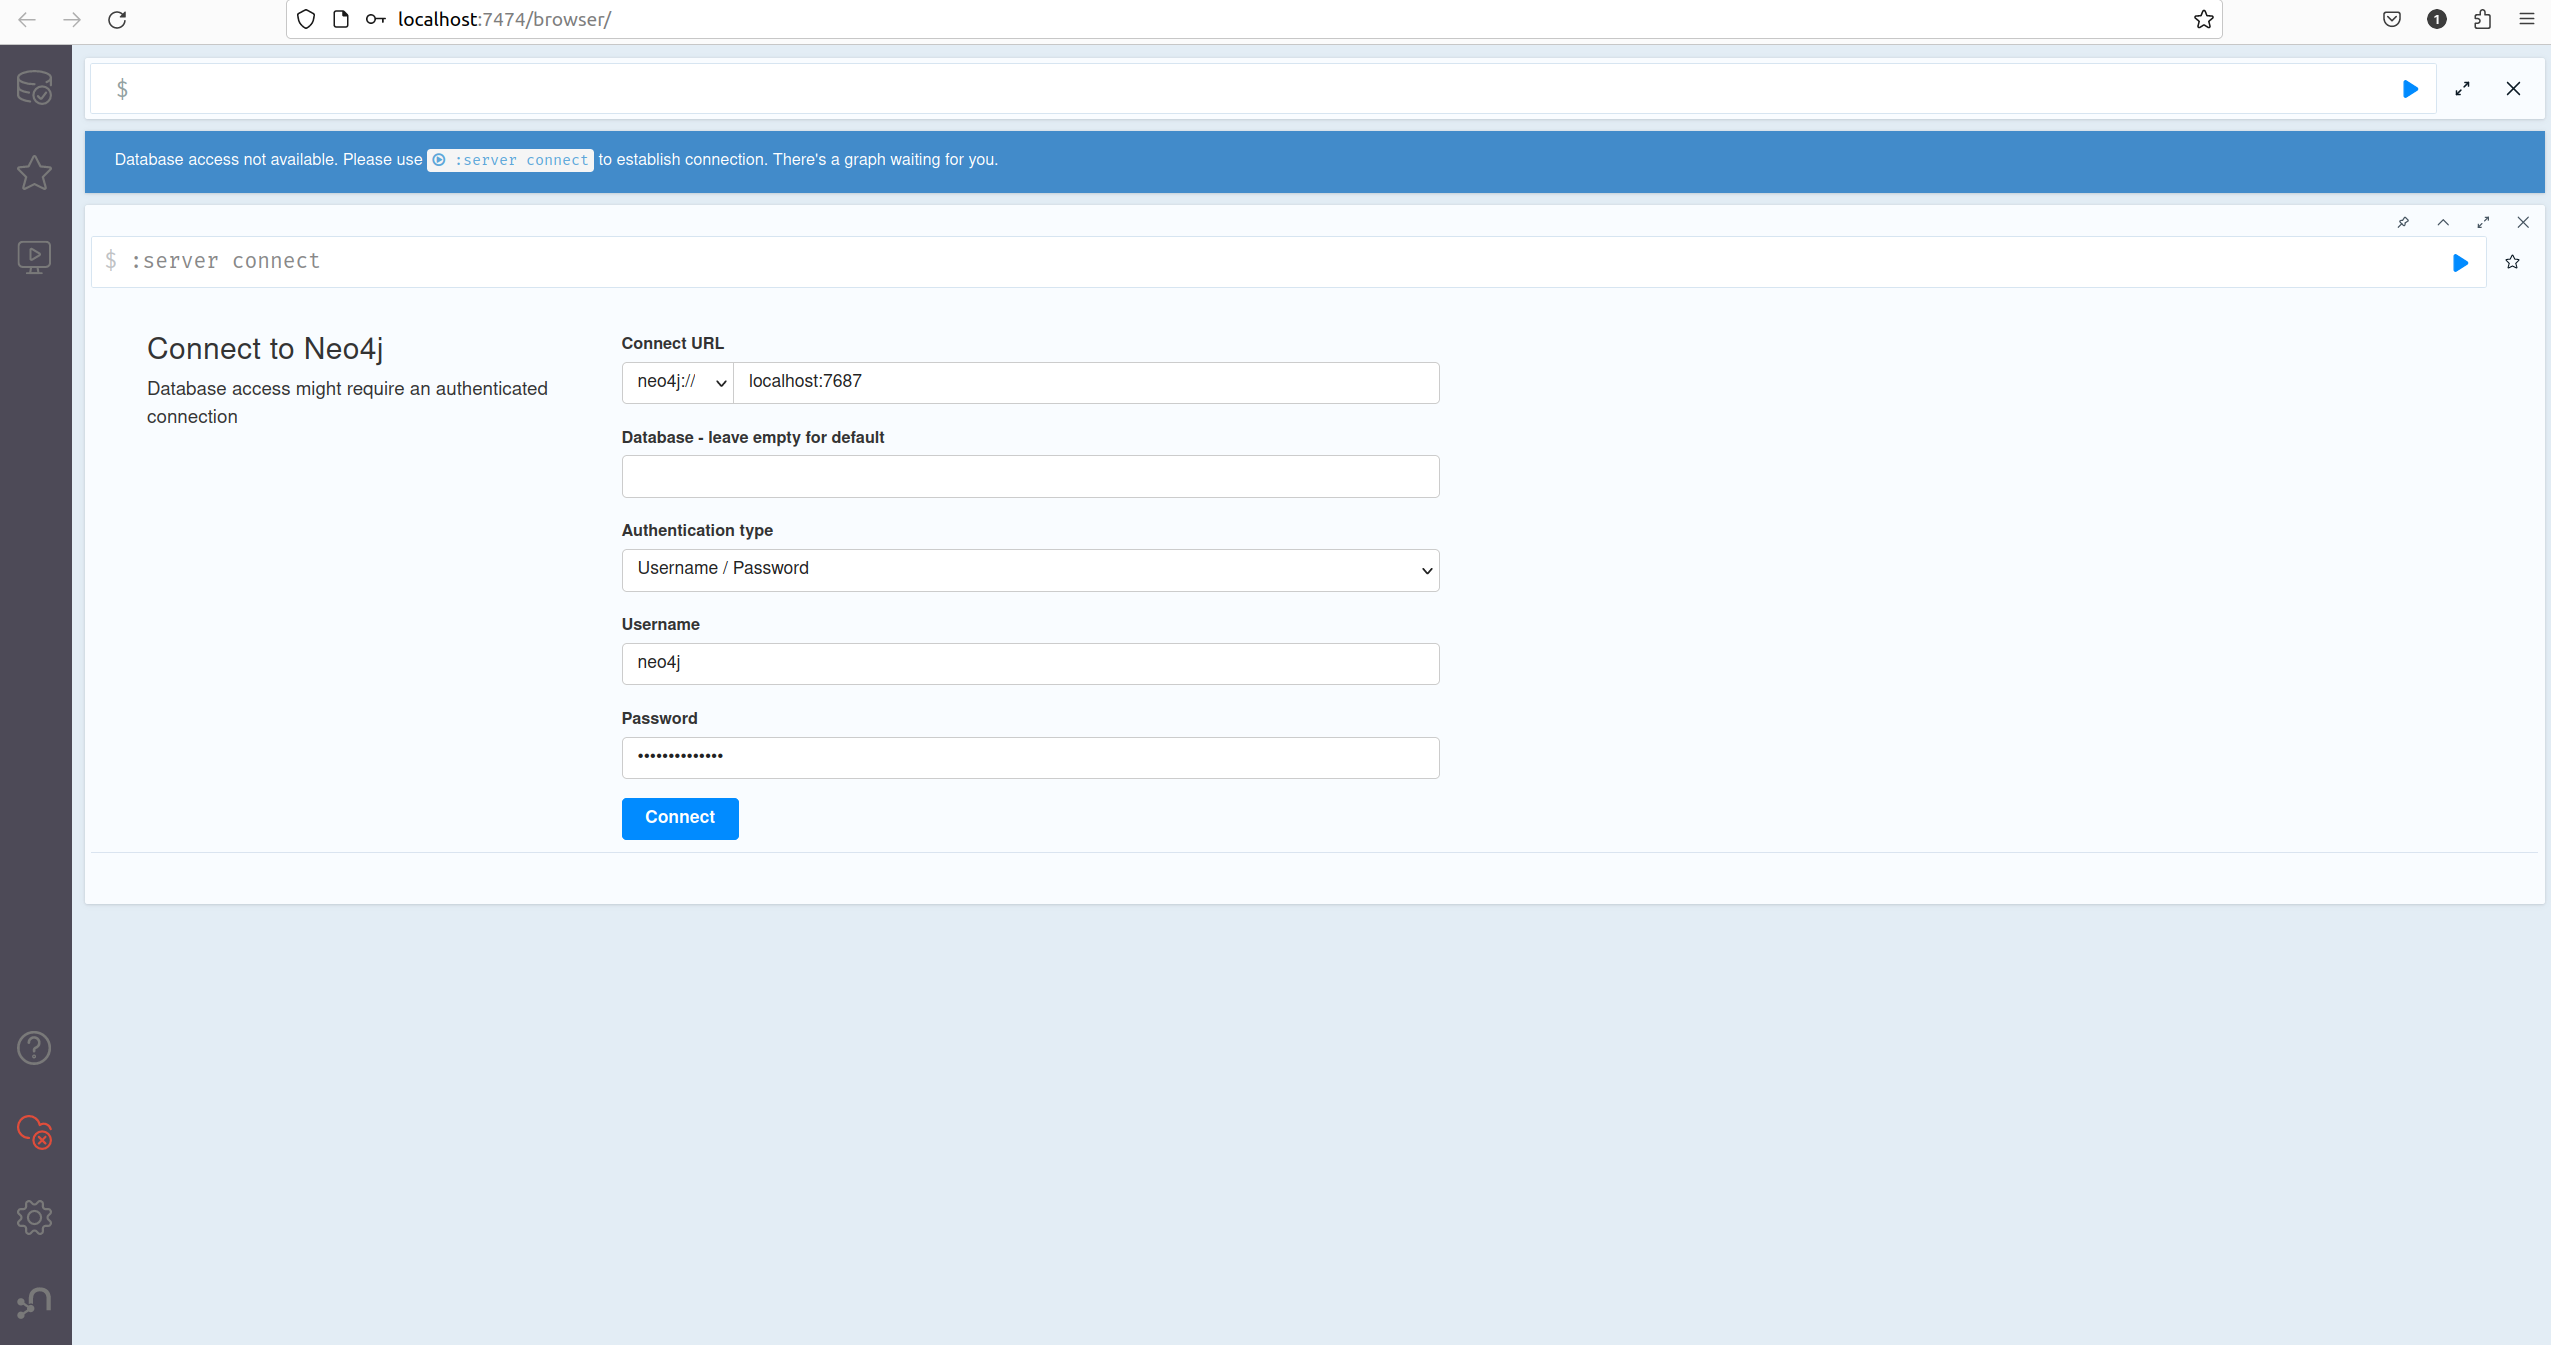 localhost:7474/browser/
1
$
Database access not available. Please use :server connect to establish connection. There's a graph waiting for you.
$ :server connect
Connect to Neo4j
Database access might require an authenticated
connection
Connect URL
neo4j://
localhost:7687
Database - leave empty for default
Authentication type
Username / Password
Username
neo4j
Password
••••••••••••••
Connect